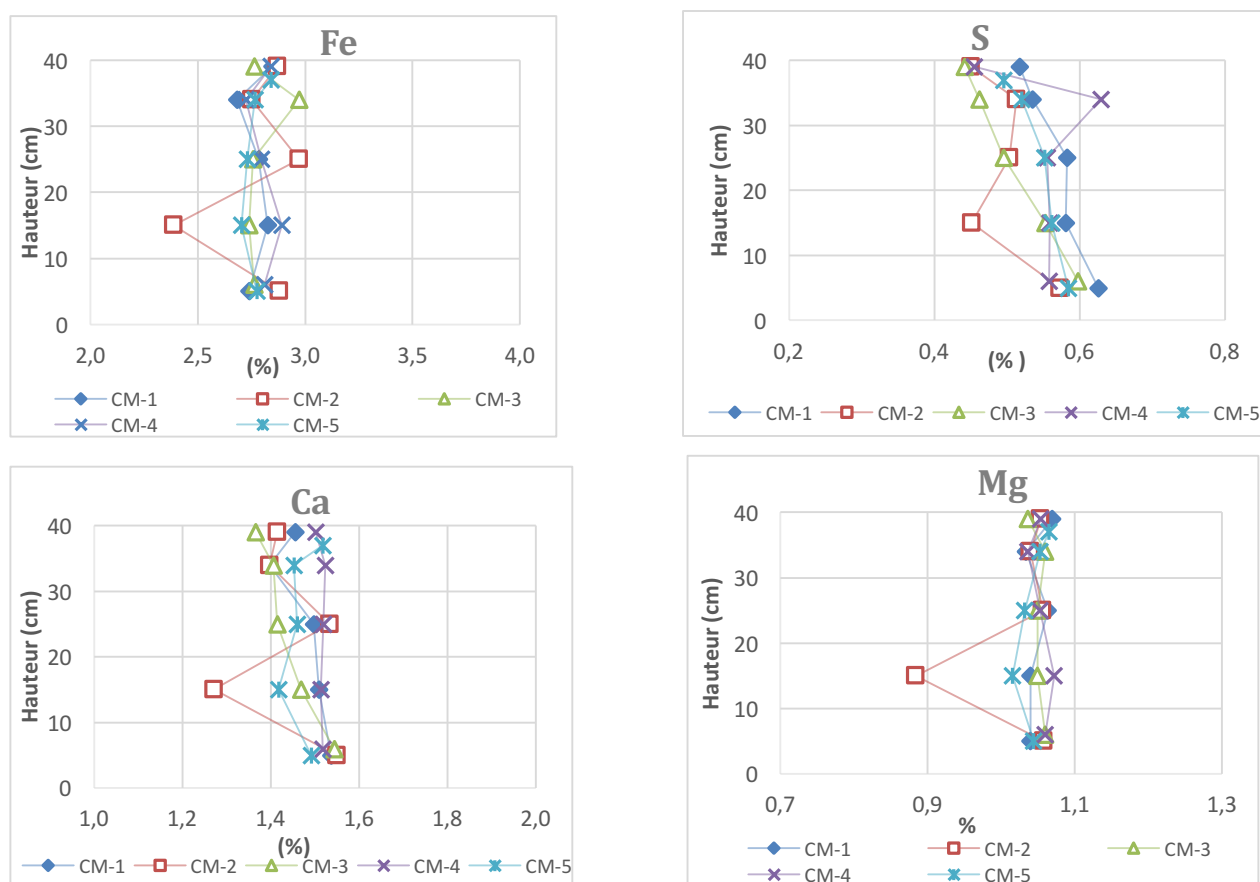 Fe
Hauteur (cm)
40
30
20
10
0
2,0 2,5 3,0 3,5 4,0
(%)
CM-1 CM-2 CM-3
CM-4 CM-5
S
Hauteur (cm)
40
30
20
10
0
0,2 0,4 0,6 0,8
(% )
CM-1 CM-2 CM-3 CM-4 CM-5
Ca
Hauteur (cm)
40
30
20
10
0
1,0 1,2 1,4 1,6 1,8 2,0
(%)
CM-1 CM-2 CM-3 CM-4 CM-5
Mg
Hauteur (cm)
40
30
20
10
0
0,7 0,9 1,1 1,3
%
CM-1 CM-2 CM-3
CM-4 CM-5